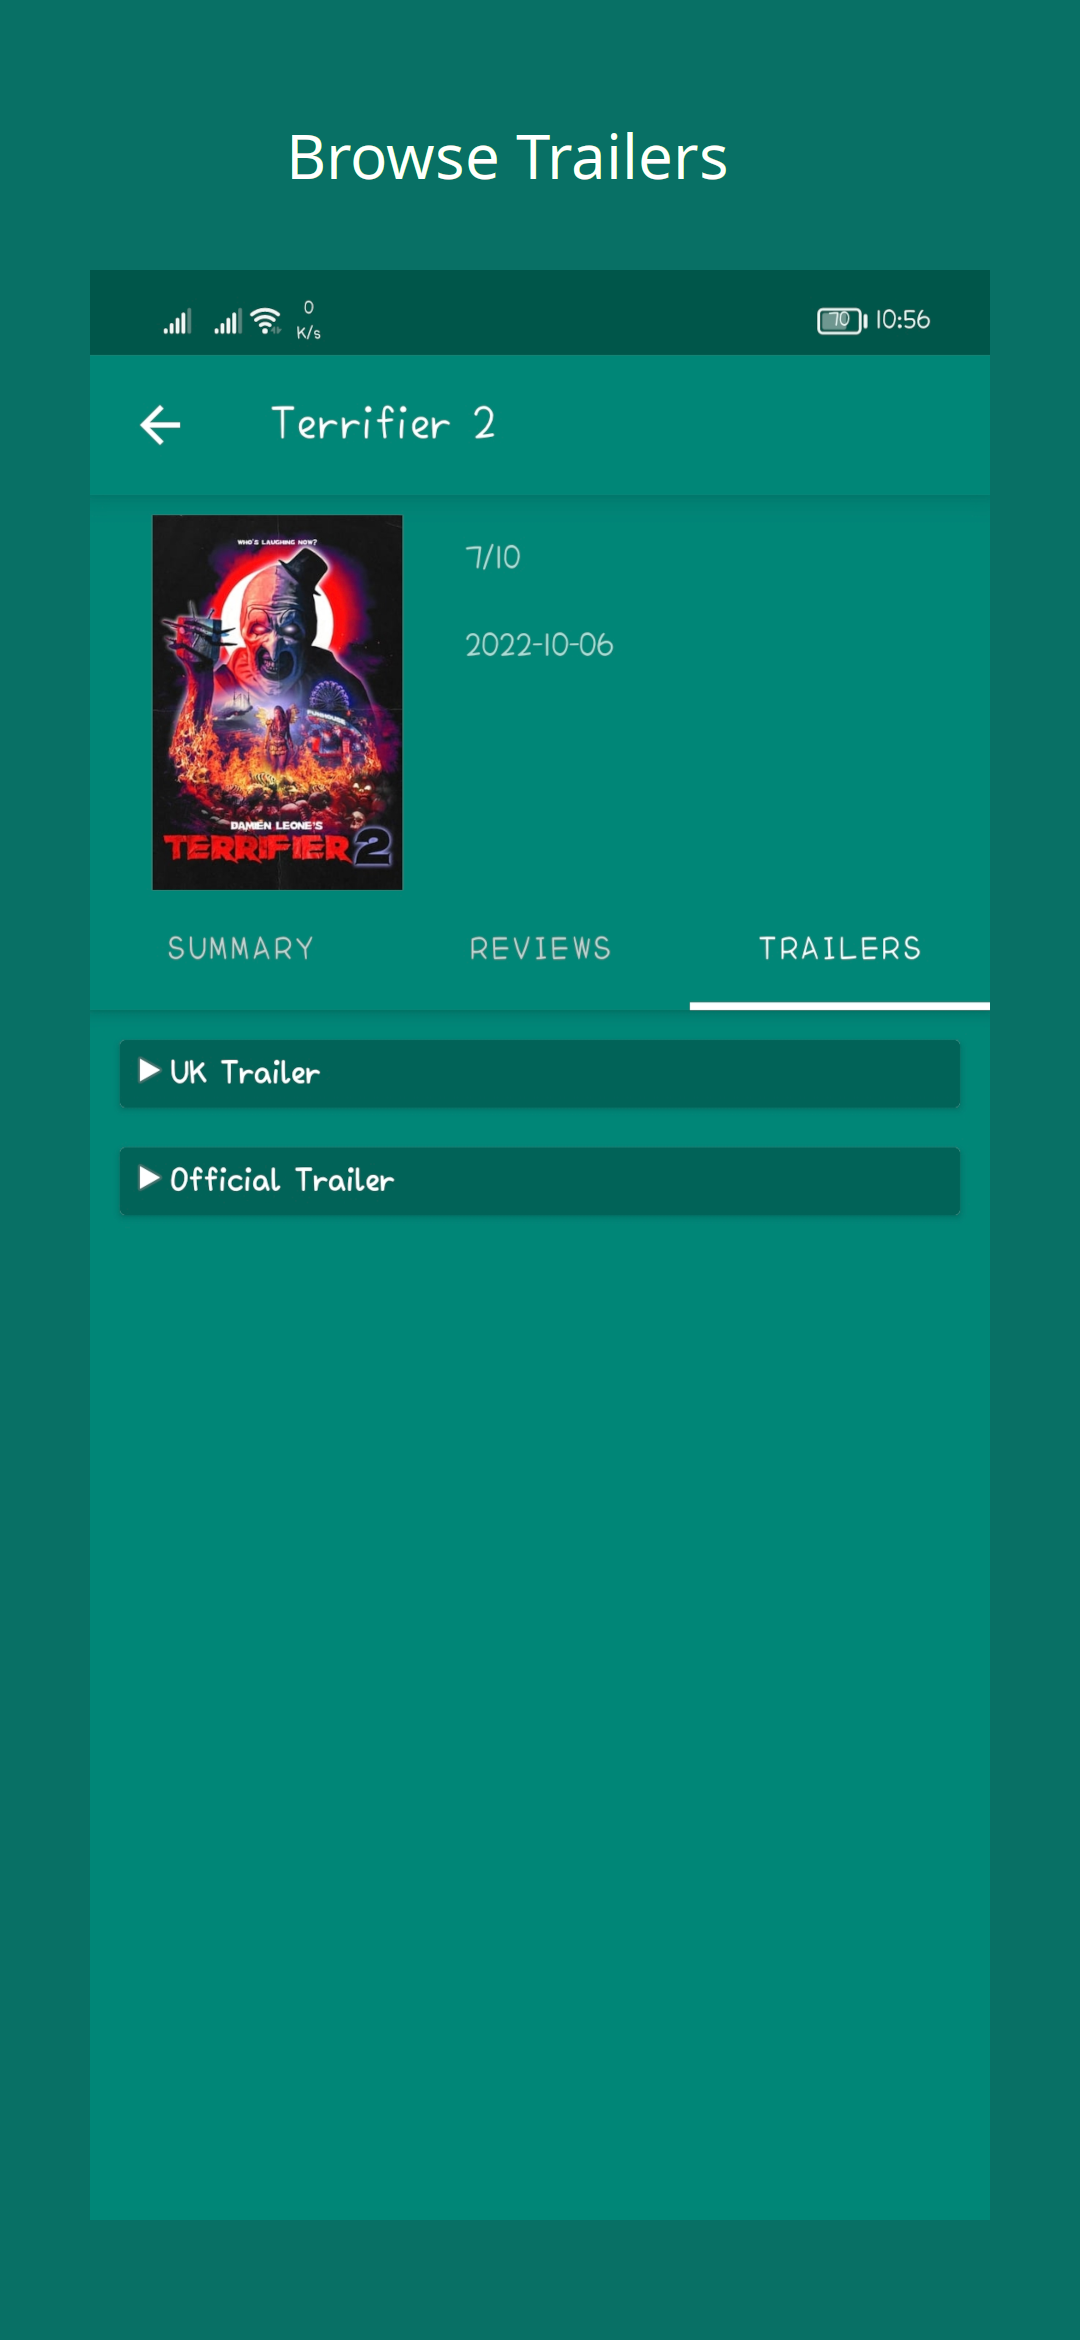 Browse Trailers
0
K/s
70
10:56
Terrifier 2
WHO'S LAUGHING NOW?
FUNHOUSE
DAMIEN LEONE'S
TERRIFIER 2
7/10
2022-10-06
SUMMARY
REVIEWS
TRAILERS
UK Trailer
Official Trailer